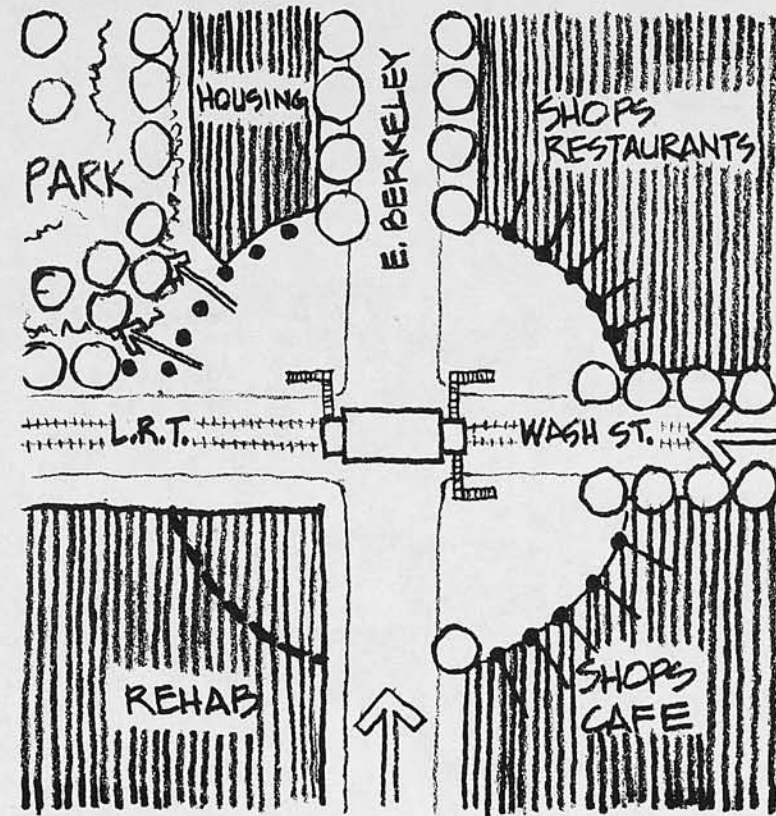 HOUSING
E. BERKELEY
SHOPS
RESTAURANTS
PARK
L.R.T.
WASH ST.
REHAB
SHOPS
CAFE